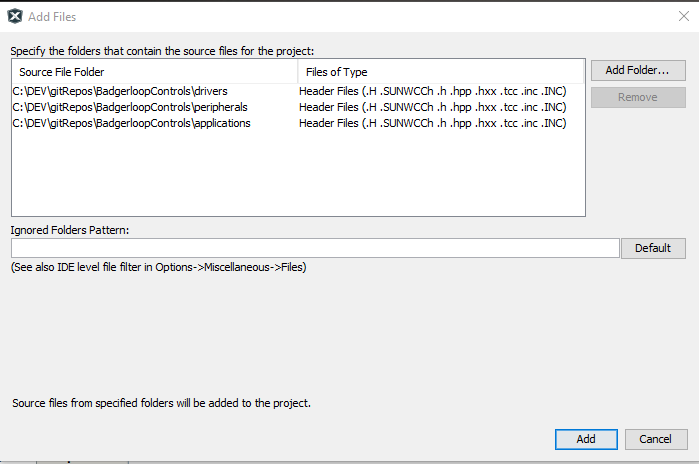 Add Files
Specify the folders that contain the source files for the project:
Source File Folder Files of Type
C:\DEV\gitRepos\BadgerloopControls\drivers Header Files (.H .SUNWCCh .h .hpp .hxx .tcc .inc .INC)
C:\DEV\gitRepos\BadgerloopControls\peripherals Header Files (.H .SUNWCCh .h .hpp .hxx .tcc .inc .INC)
C:\DEV\gitRepos\BadgerloopControls\applications Header Files (.H .SUNWCCh .h .hpp .hxx .tcc .inc .INC)
Add Folder...
Remove
Ignored Folders Pattern:
Default
(See also IDE level file filter in Options->Miscellaneous->Files)
Source files from specified folders will be added to the project.
Add Cancel